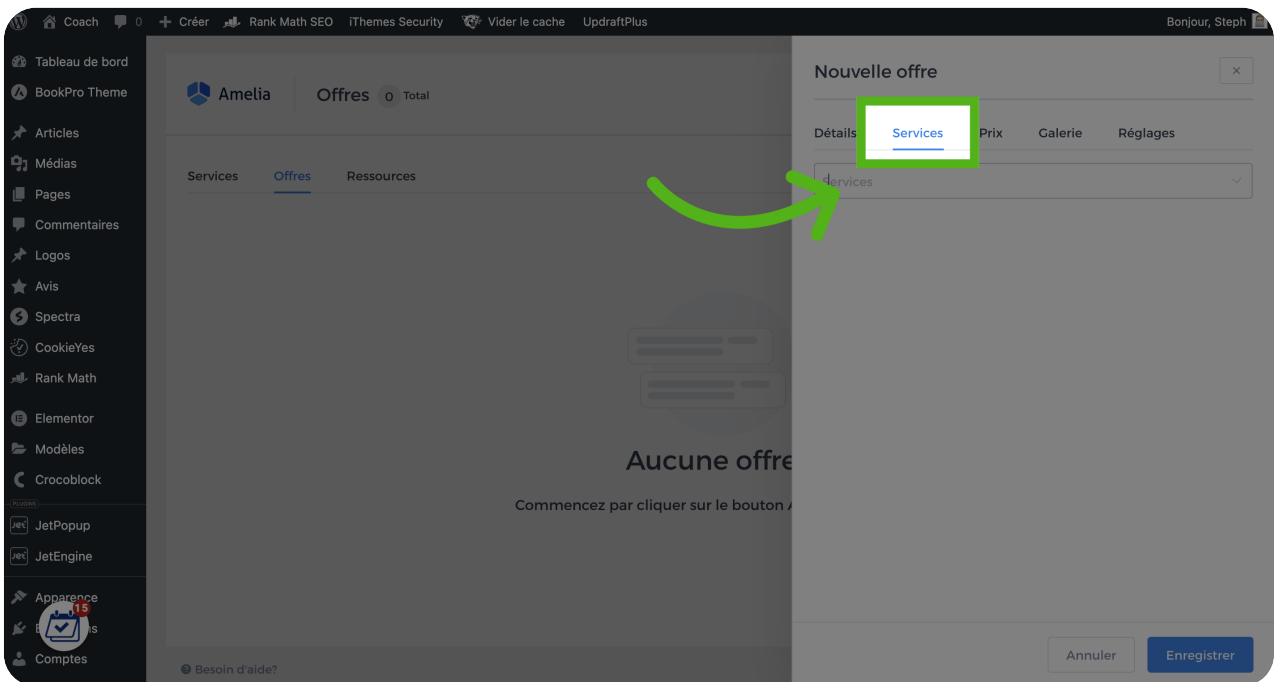 Coach 0 Créer Rank Math SEO iThemes Security Vider le cache UpdraftPlus Bonjour, Steph
Tableau de bord
BookPro Theme
Articles
Médias
Pages
Commentaires
Logos
Avis
Spectra
CookieYes
Rank Math
Elementor
Modèles
Crocoblock
PLUGINS
JetPopup
JetEngine
Apparence
15
Comptes
Amelia Offres 0 Total
Services Offres Ressources
Aucune offre
Commencez par cliquer sur le bouton A
Besoin d'aide?
Nouvelle offre
Détails Services Prix Galerie Réglages
Services
Annuler Enregistrer